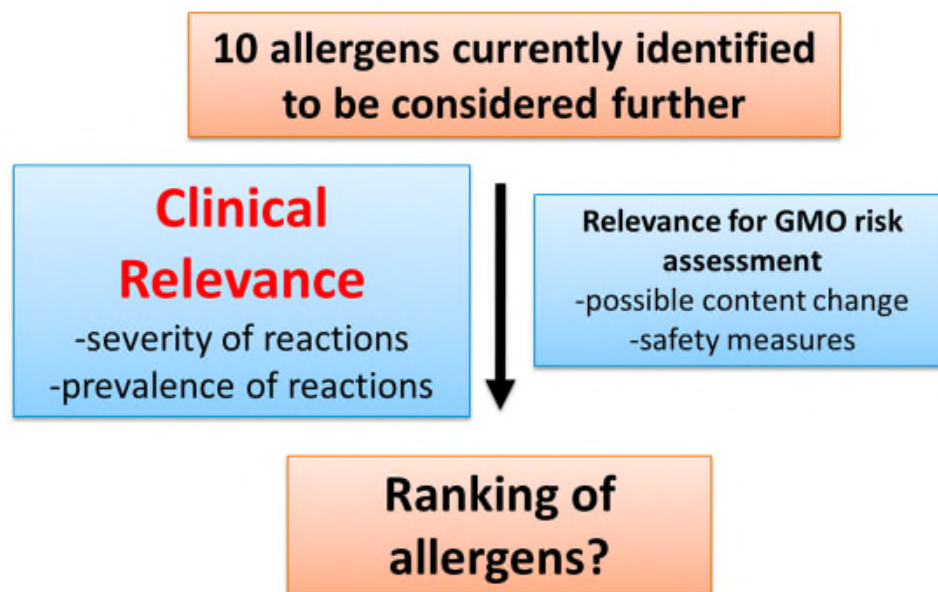 10 allergens currently identified
to be considered further
Clinical
Relevance
-severity of reactions
-prevalence of reactions
Relevance for GMO risk
assessment
-possible content change
-safety measures
Ranking of
allergens?